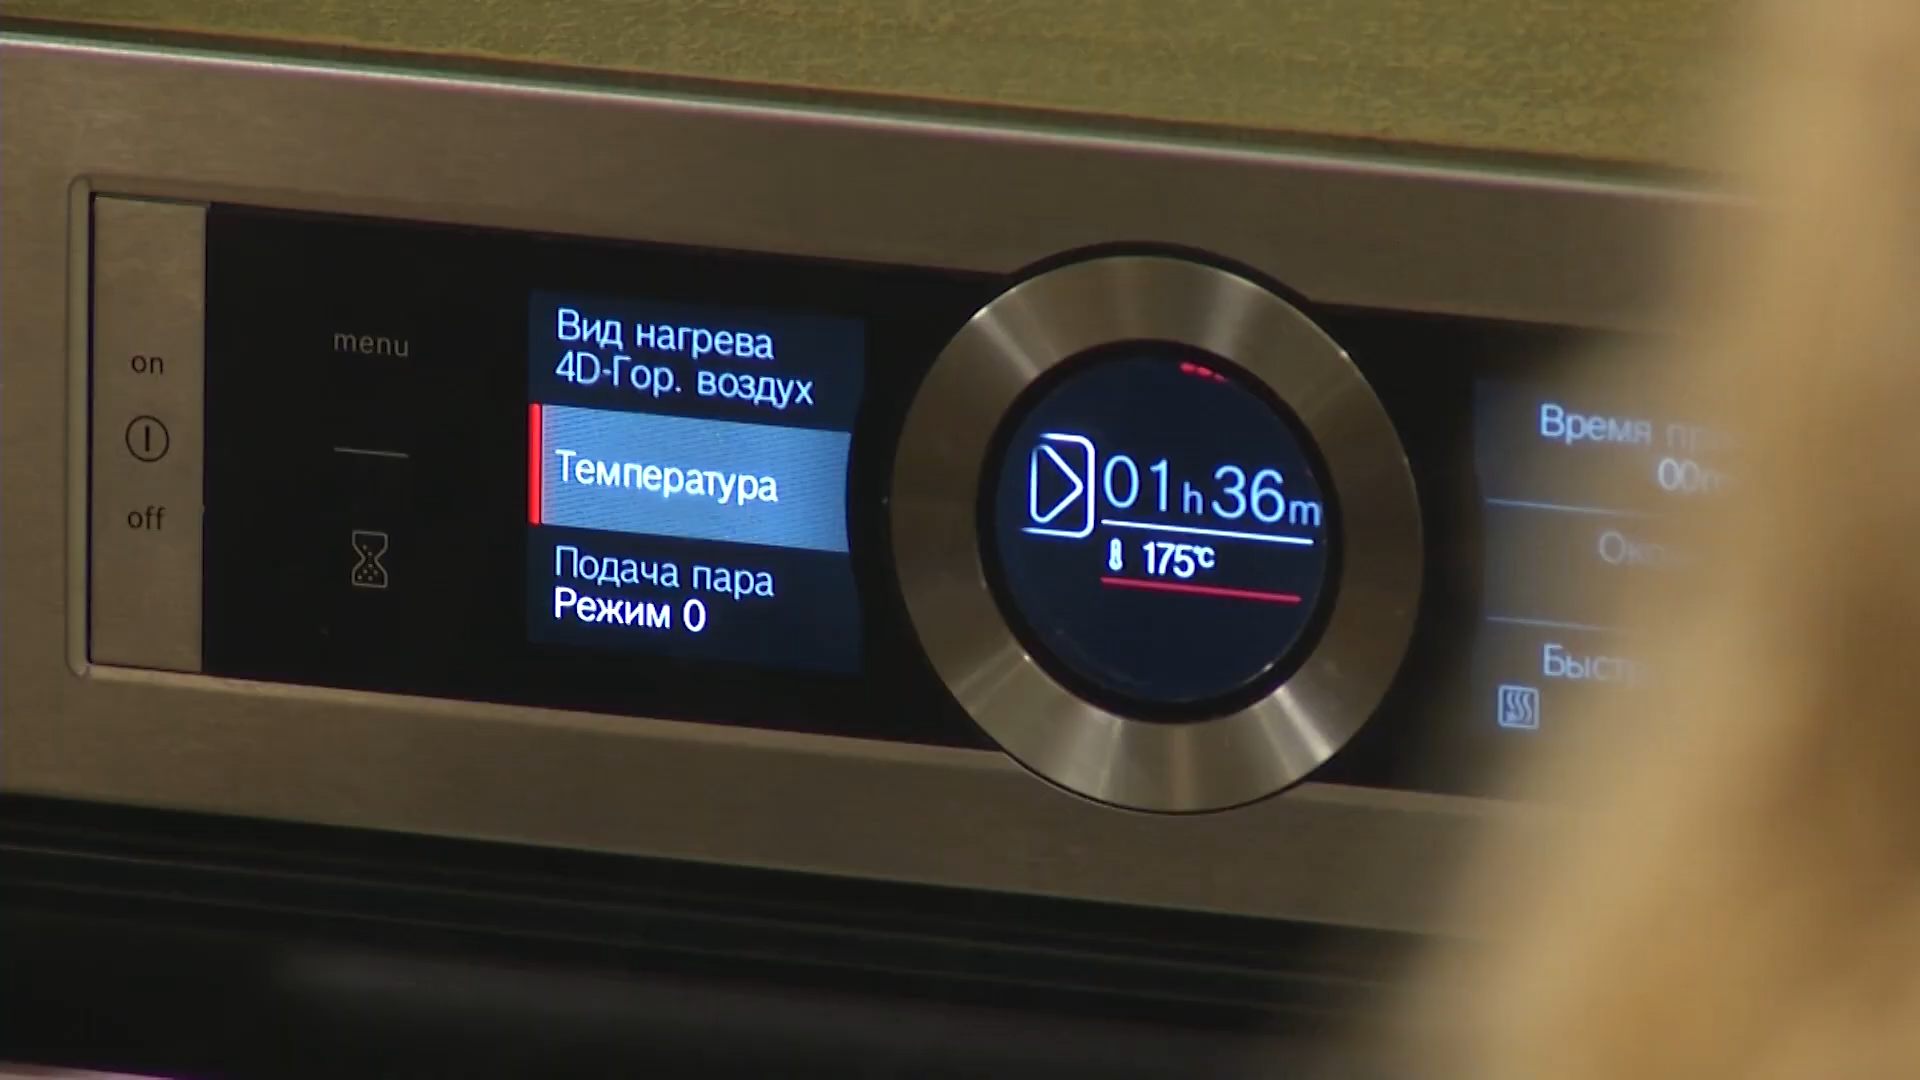 on
off
menu
Вид нагрева
4D-Гор. воздух
Температура
Подача пара
Режим 0
01h36m
175°C
Время